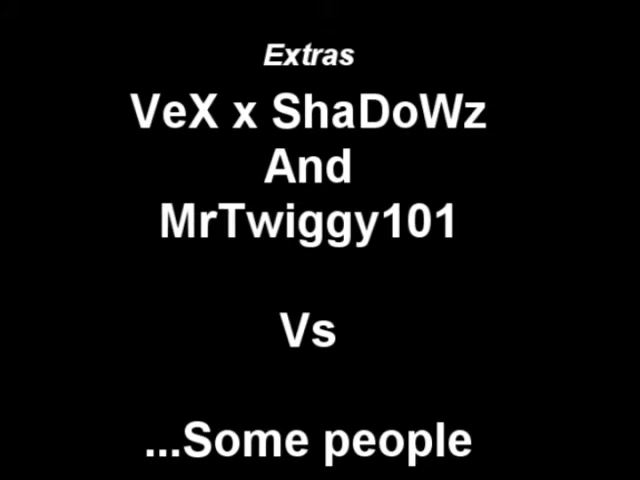 Extras
VeX x ShaDoWz
And
MrTwiggy101
Vs
...Some people